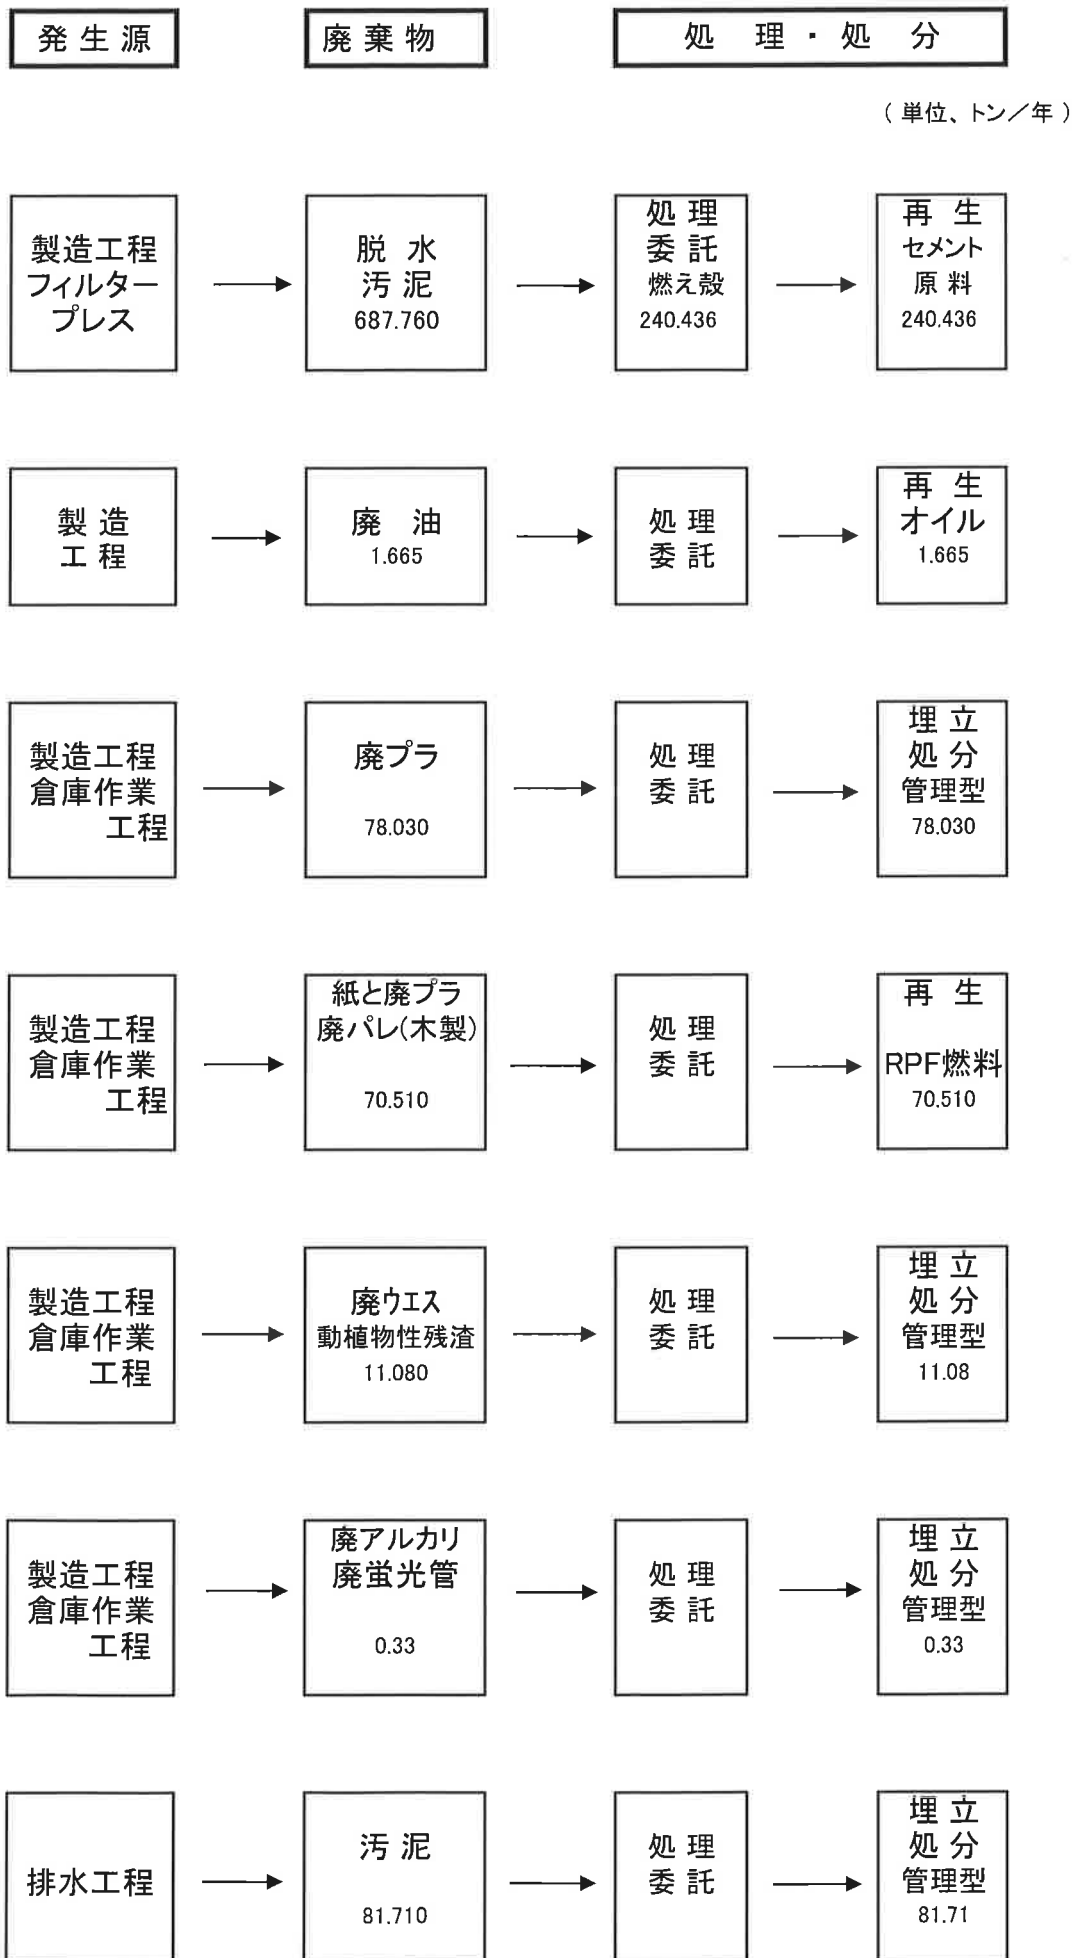 発生源
廃棄物
処 理・処 分
（ 単位、トン／年 ）
製造工程
フィルター
プレス
脱 水
汚 泥
687.760
処 理
委 託
燃え殻
240.436
再 生
セメント
原 料
240.436
製 造
工 程
廃 油
1.665
処 理
委 託
再 生
オイル
1.665
製造工程
倉庫作業
工程
廃プラ
78.030
処 理
委 託
埋 立
処 分
管理型
78.030
製造工程
倉庫作業
工程
紙と廃プラ
廃パレ(木製)
70.510
処 理
委 託
再 生
RPF燃料
70.510
製造工程
倉庫作業
工程
廃ウエス
動植物性残渣
11.080
処 理
委 託
埋 立
処 分
管理型
11.08
製造工程
倉庫作業
工程
廃アルカリ
廃蛍光管
0.33
処 理
委 託
埋 立
処 分
管理型
0.33
排水工程
汚 泥
81.710
処 理
委 託
埋 立
処 分
管理型
81.71